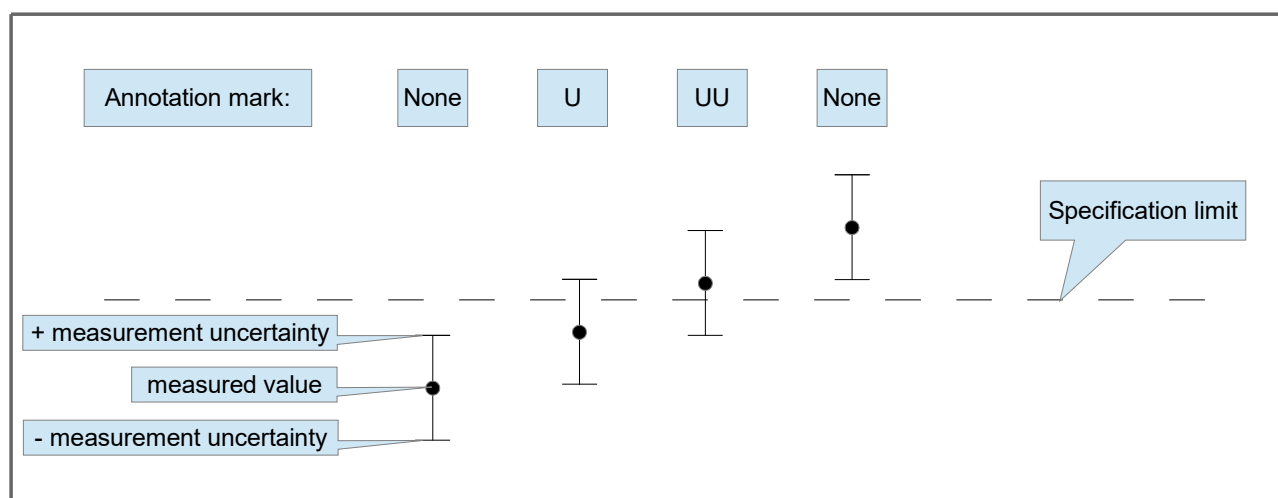 Annotation mark:
None
U
UU
None
Specification limit
+ measurement uncertainty
measured value
- measurement uncertainty